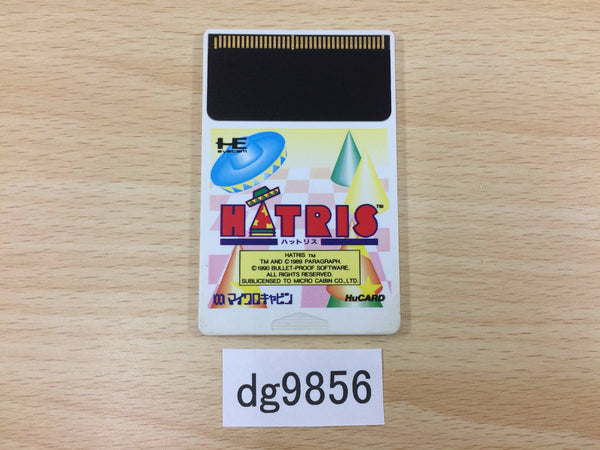 HE
SYSTEM
HATRIS™
ハットリス
HATRIS ™
TM AND ©1989 PARAGRAPH.
©1990 BULLET-PROOF SOFTWARE.
ALL RIGHTS RESERVED.
SUBLICENSED TO MICRO CABIN CO.,LTD.
マイクロキャビン
HuCARD
dg9856